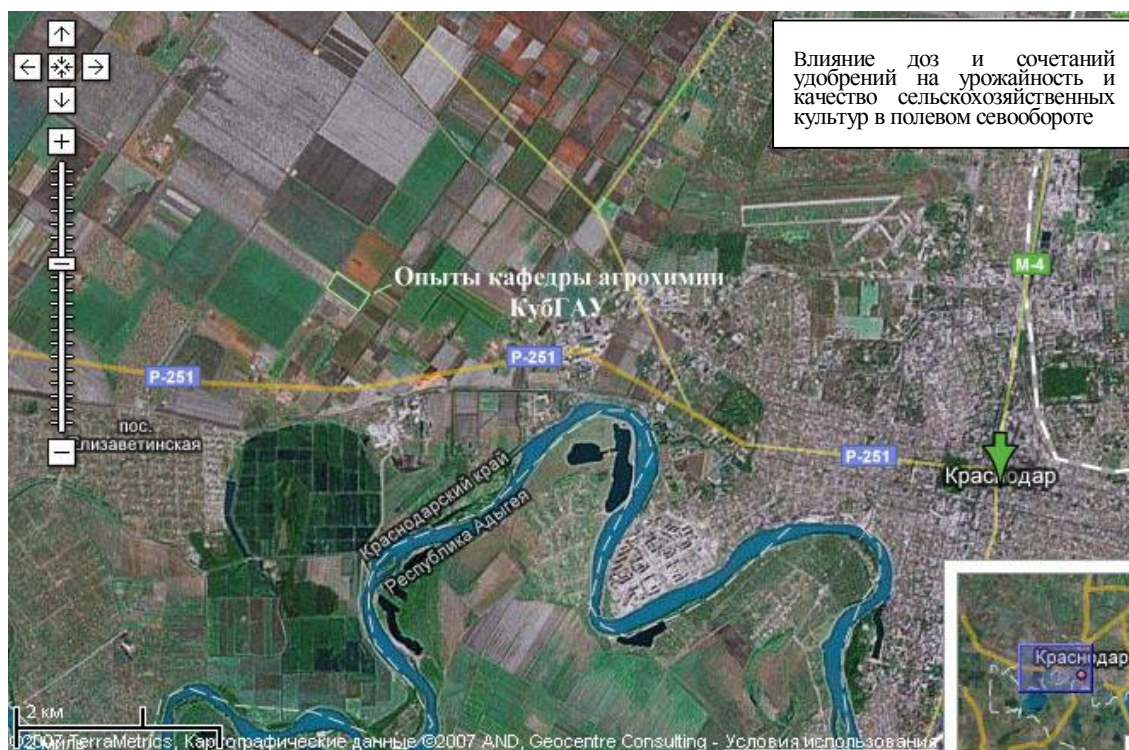 Влияние доз и сочетаний
удобрений на урожайность и
качество сельскохозяйственных
культур в полевом севообороте
М-4
Опыты кафедры агрохимии
КубГАУ
Р-251
Р-251
пос.
Елизаветинская
Р-251
Краснодар
Краснодарский край
Республика Адыгея
Краснодар
2 км
©2007 TerraMetrics, Картографические данные ©2007 AND, Geocentre Consulting - Условия использования